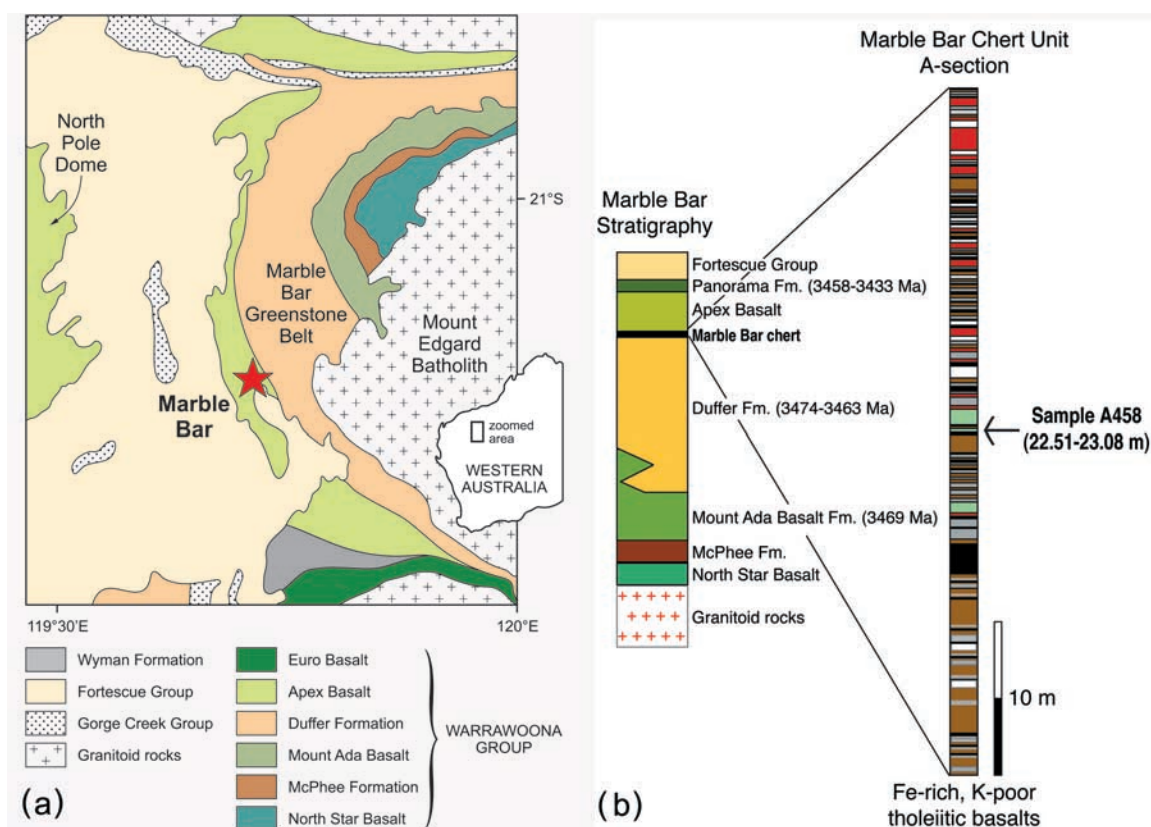 North
Pole
Dome
21°S
Marble
Bar
Greenstone
Belt
Mount
Edgard
Batholith
Marble
Bar
zoomed
area
WESTERN
AUSTRALIA
119°30'E
120°E
Wyman Formation
Fortescue Group
Gorge Creek Group
Granitoid rocks
Euro Basalt
Apex Basalt
Duffer Formation
Mount Ada Basalt
McPhee Formation
North Star Basalt
WARRAWOONA
GROUP
(a)
Marble Bar Chert Unit
A-section
Marble Bar
Stratigraphy
Fortescue Group
Panorama Fm. (3458-3433 Ma)
Apex Basalt
Marble Bar chert
Duffer Fm. (3474-3463 Ma)
Mount Ada Basalt Fm. (3469 Ma)
McPhee Fm.
North Star Basalt
Granitoid rocks
Sample A458
(22.51-23.08 m)
10 m
Fe-rich, K-poor
tholeiitic basalts
(b)